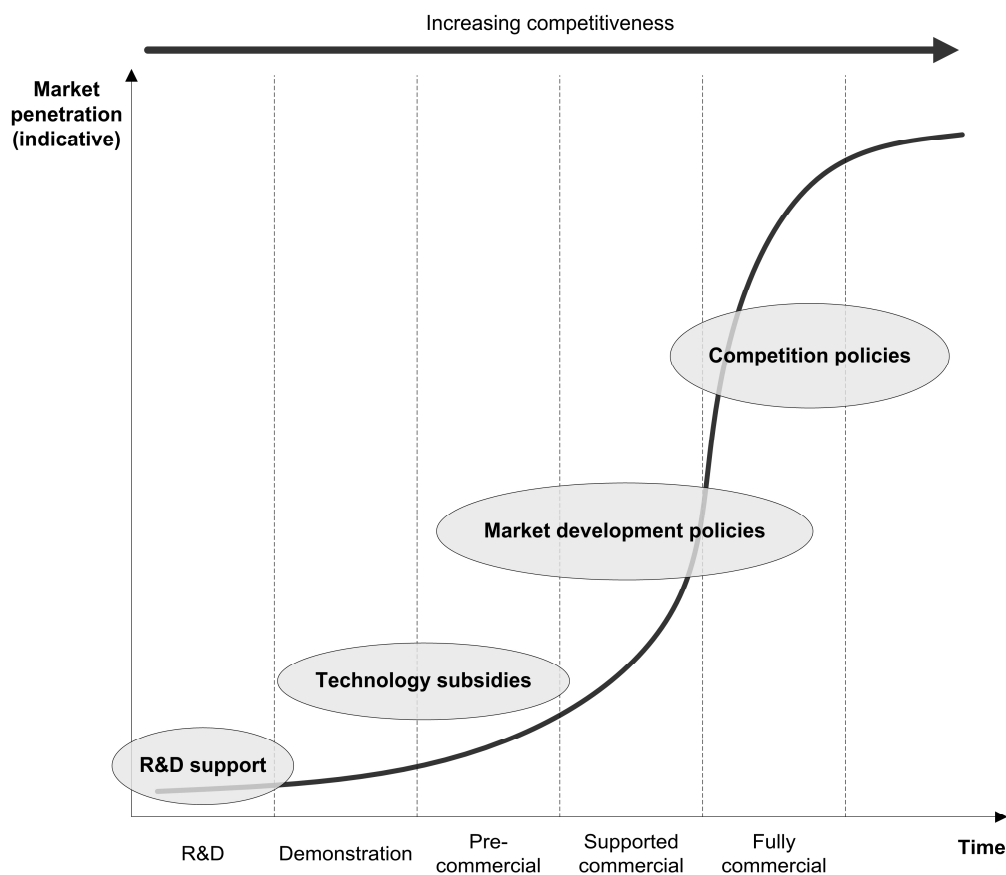 Increasing competitiveness
Market
penetration
(indicative)
Competition policies
Market development policies
Technology subsidies
R&D support
R&D
Demonstration
Pre-
commercial
Supported
commercial
Fully
commercial
Time